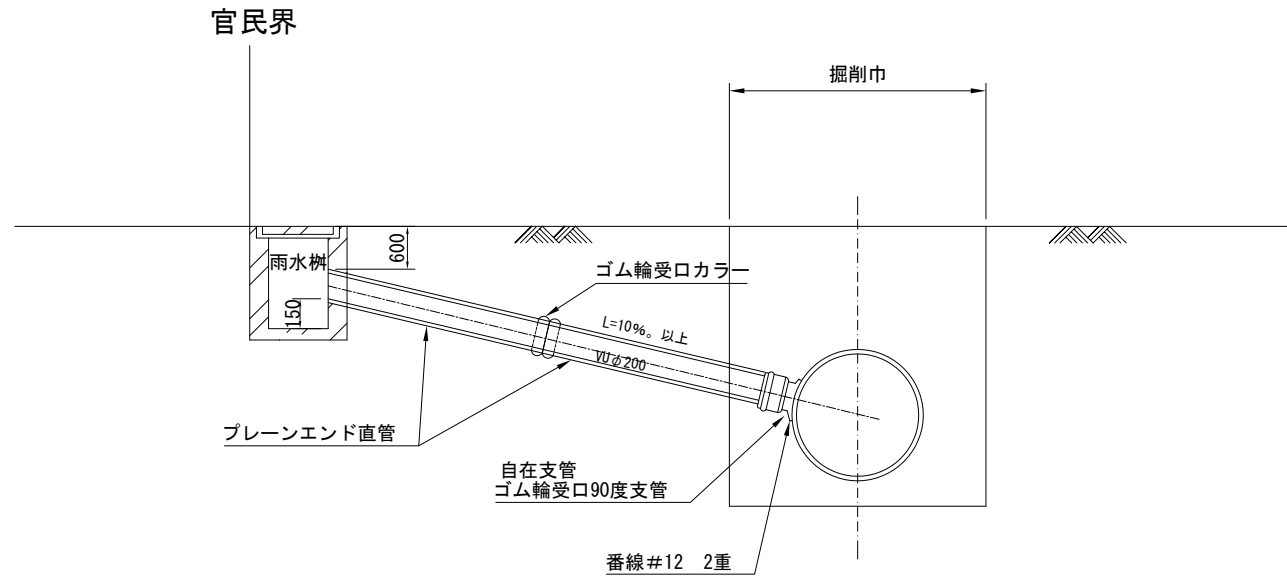 官民界
掘削巾
600
雨水桝
ゴム輪受口カラー
150
L=10%。以上
VUφ200
プレーンエンド直管
自在支管
ゴム輪受口90度支管
番線#12 2重